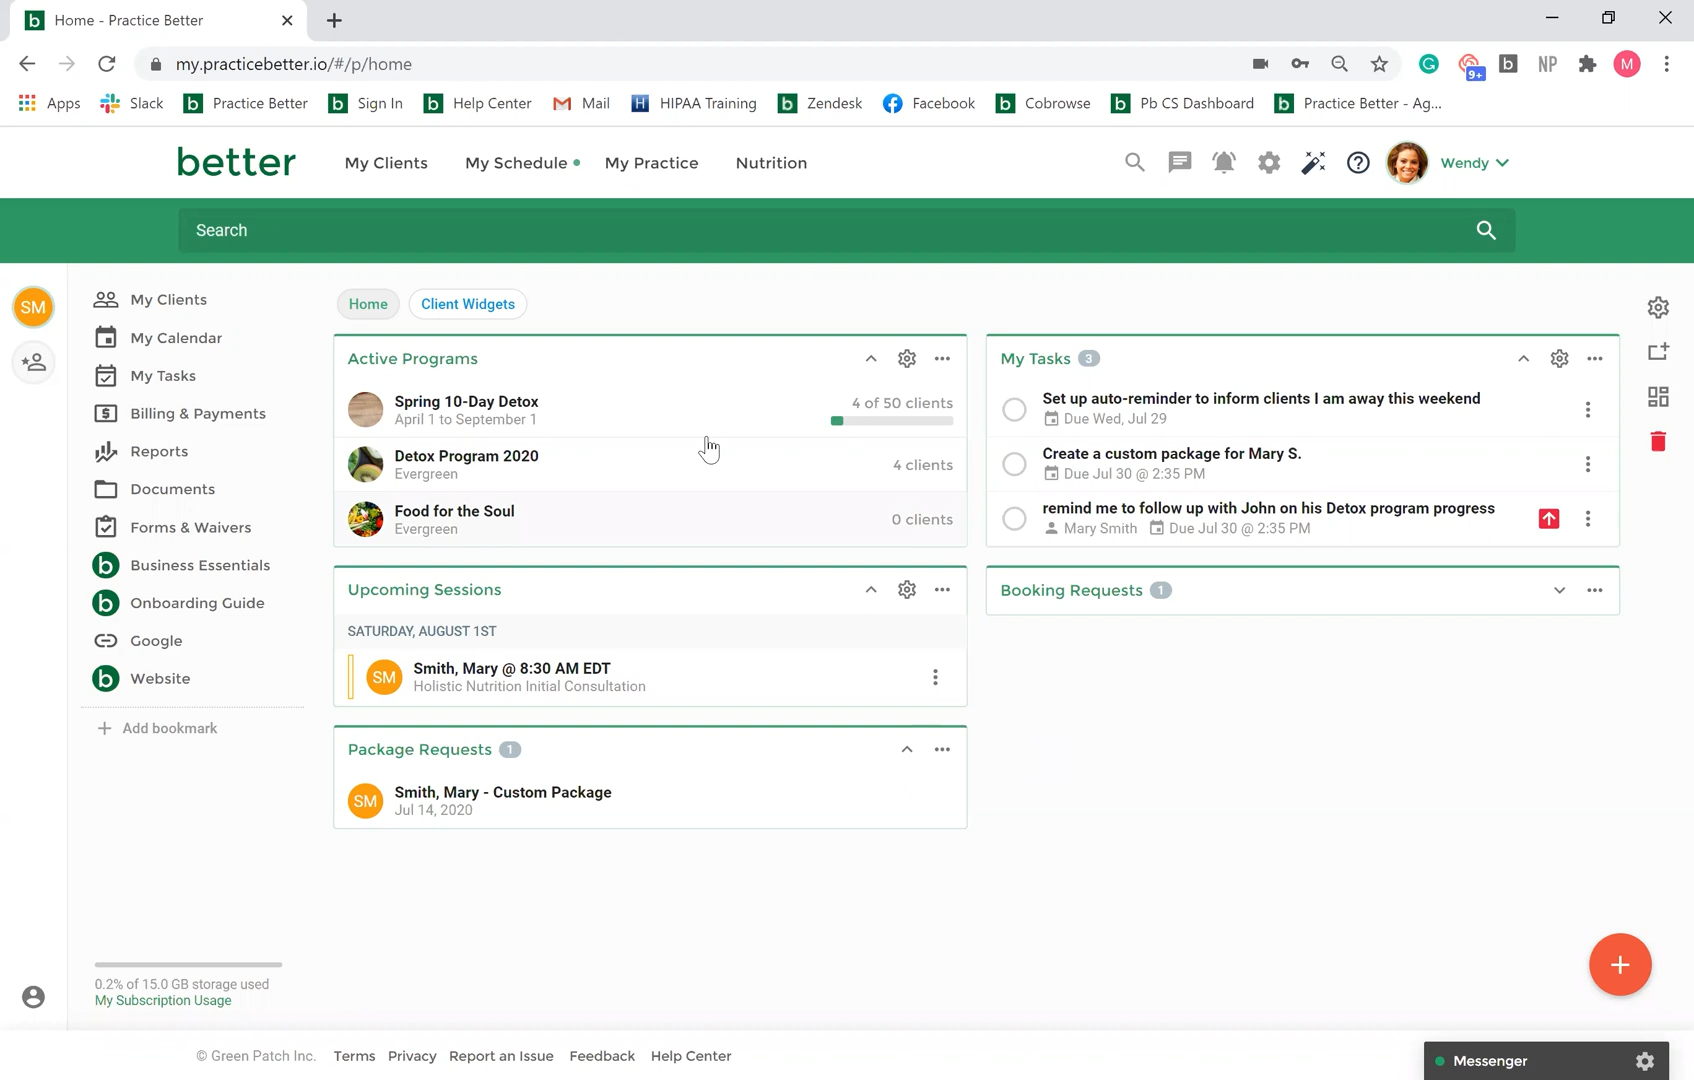 b Home - Practice Better
my.practicebetter.io/#/p/home
9+ b NP M
Apps Slack b Practice Better b Sign In b Help Center Mail H HIPAA Training b Zendesk Facebook b Cobrowse b Pb CS Dashboard b Practice Better - Ag...
better My Clients My Schedule My Practice Nutrition Wendy
Search
SM
My Clients
My Calendar
My Tasks
Billing & Payments
Reports
Documents
Forms & Waivers
b Business Essentials
b Onboarding Guide
Google
b Website
+ Add bookmark
0.2% of 15.0 GB storage used
My Subscription Usage
Home Client Widgets
Active Programs
Spring 10-Day Detox 4 of 50 clients
April 1 to September 1
Detox Program 2020 4 clients
Evergreen
Food for the Soul 0 clients
Evergreen
Upcoming Sessions
SATURDAY, AUGUST 1ST
SM Smith, Mary @ 8:30 AM EDT
Holistic Nutrition Initial Consultation
Package Requests 1
SM Smith, Mary - Custom Package
Jul 14, 2020
My Tasks 3
Set up auto-reminder to inform clients I am away this weekend
Due Wed, Jul 29
Create a custom package for Mary S.
Due Jul 30 @ 2:35 PM
remind me to follow up with John on his Detox program progress
Mary Smith Due Jul 30 @ 2:35 PM
Booking Requests 1
© Green Patch Inc. Terms Privacy Report an Issue Feedback Help Center
Messenger